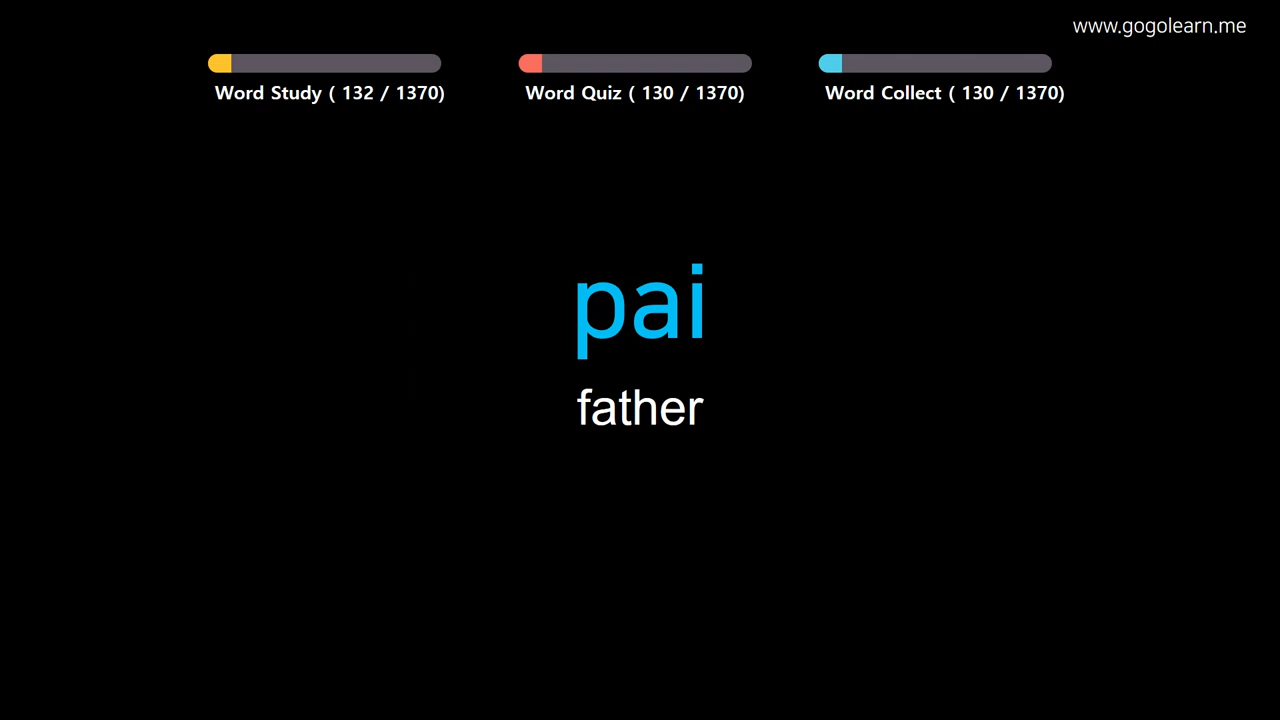 www.gogolearn.me
Word Study ( 132 / 1370)
Word Quiz ( 130 / 1370)
Word Collect ( 130 / 1370)
pai
father